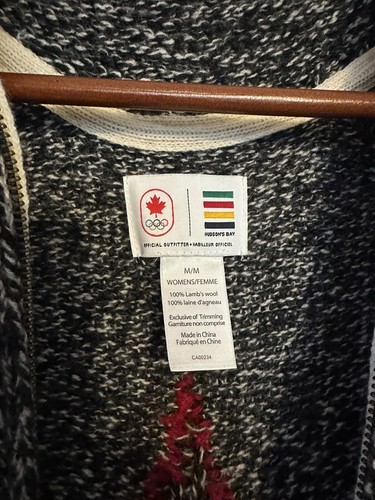 HUDSON'S BAY
OFFICIAL OUTFITTER • HABILLEUR OFFICIEL
M/M
WOMENS/FEMME
100% Lamb's wool
100% laine d'agneau
Exclusive of Trimming
Garniture non comprise
Made in China
Fabriqué en Chine
CA00234